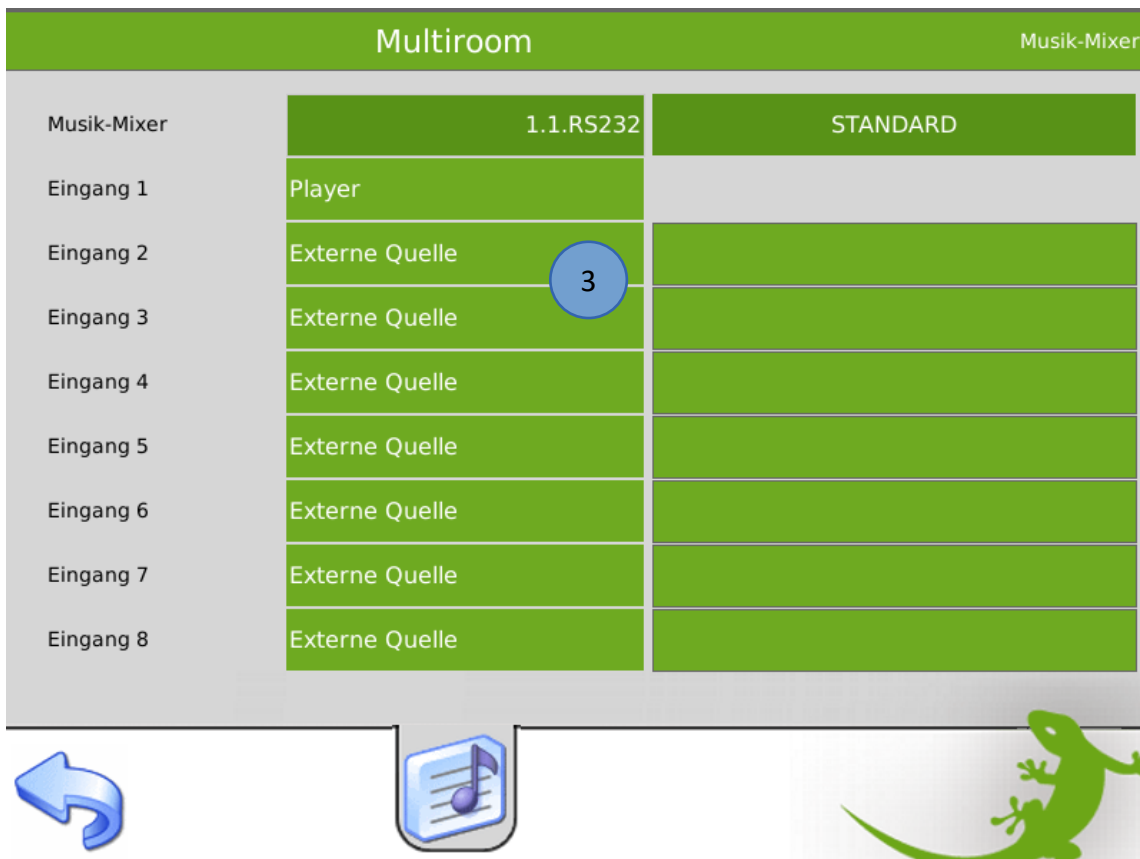 Multiroom
Musik-Mixer
Musik-Mixer 1.1.RS232 STANDARD
Eingang 1 Player
Eingang 2 Externe Quelle
3
Eingang 3 Externe Quelle
Eingang 4 Externe Quelle
Eingang 5 Externe Quelle
Eingang 6 Externe Quelle
Eingang 7 Externe Quelle
Eingang 8 Externe Quelle